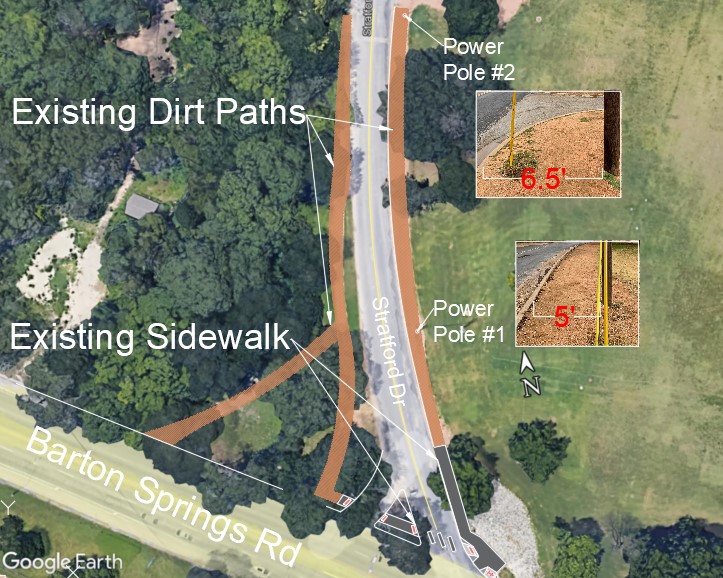 Stratford
Power
Pole #2
Existing Dirt Paths
6.5'
Power
Pole #1
5'
Existing Sidewalk
N
Stratford Dr
Barton Springs Rd
Google Earth